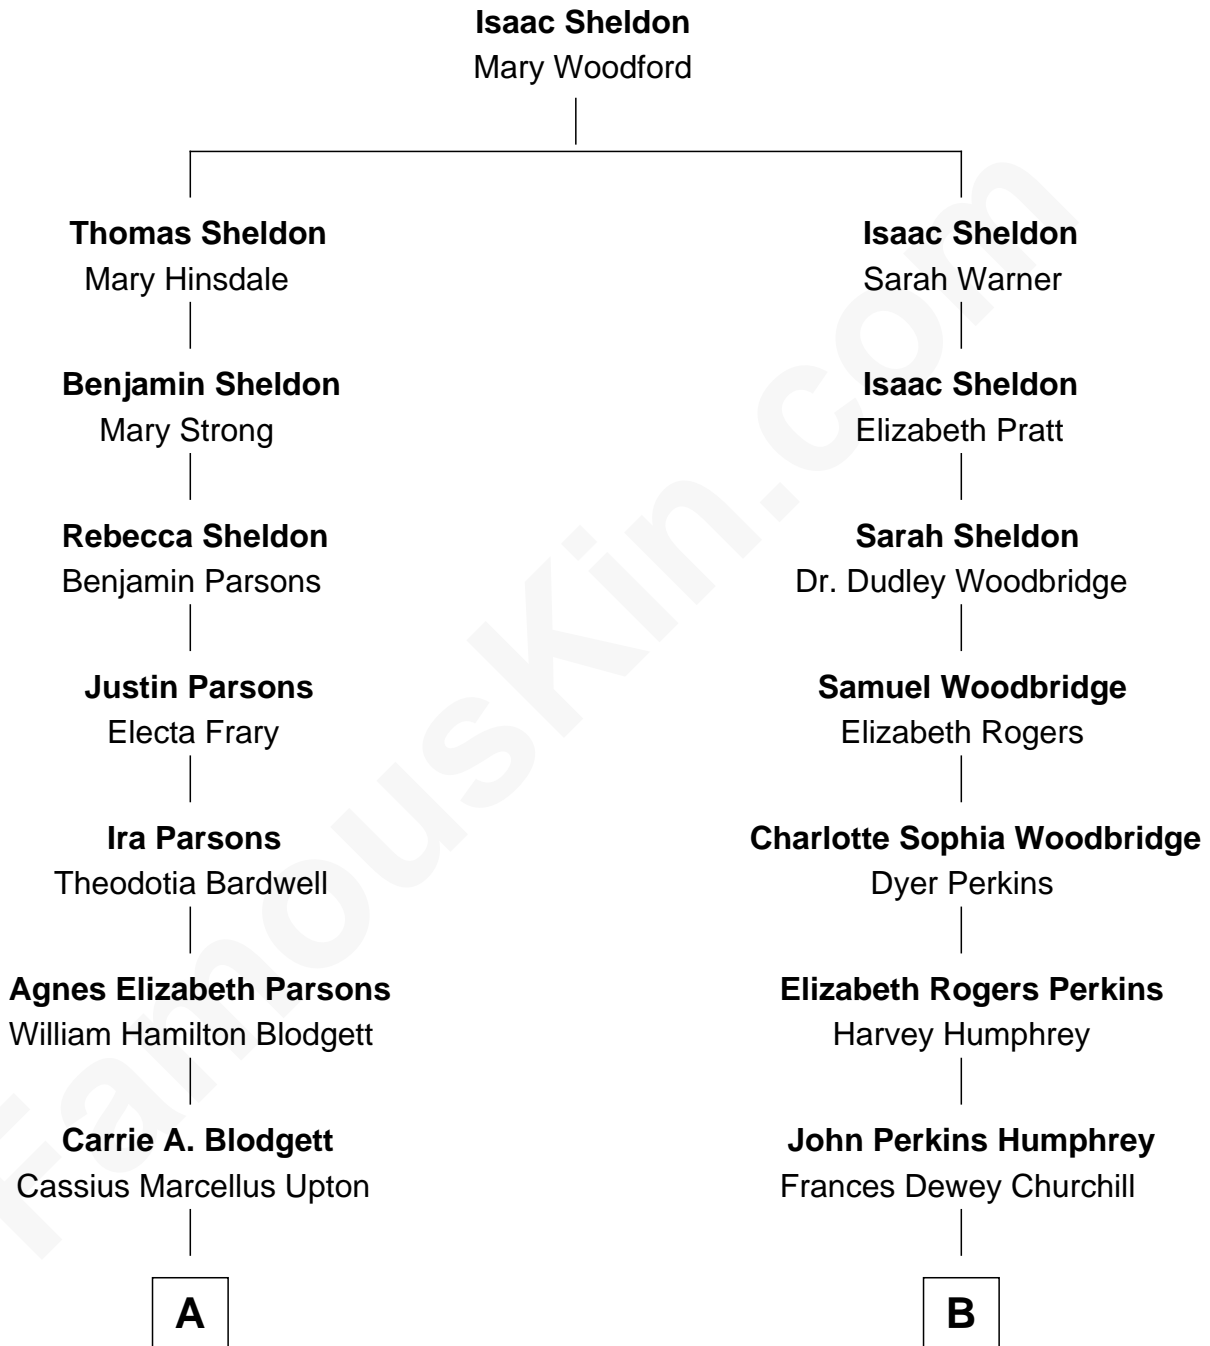 Isaac Sheldon
Mary Woodford
Thomas Sheldon
Mary Hinsdale
Isaac Sheldon
Sarah Warner
Benjamin Sheldon
Mary Strong
Isaac Sheldon
Elizabeth Pratt
Rebecca Sheldon
Benjamin Parsons
Sarah Sheldon
Dr. Dudley Woodbridge
Justin Parsons
Electa Frary
Samuel Woodbridge
Elizabeth Rogers
Ira Parsons
Theodotia Bardwell
Charlotte Sophia Woodbridge
Dyer Perkins
Agnes Elizabeth Parsons
William Hamilton Blodgett
Elizabeth Rogers Perkins
Harvey Humphrey
Carrie A. Blodgett
Cassius Marcellus Upton
John Perkins Humphrey
Frances Dewey Churchill
A
B
FamousKin.com